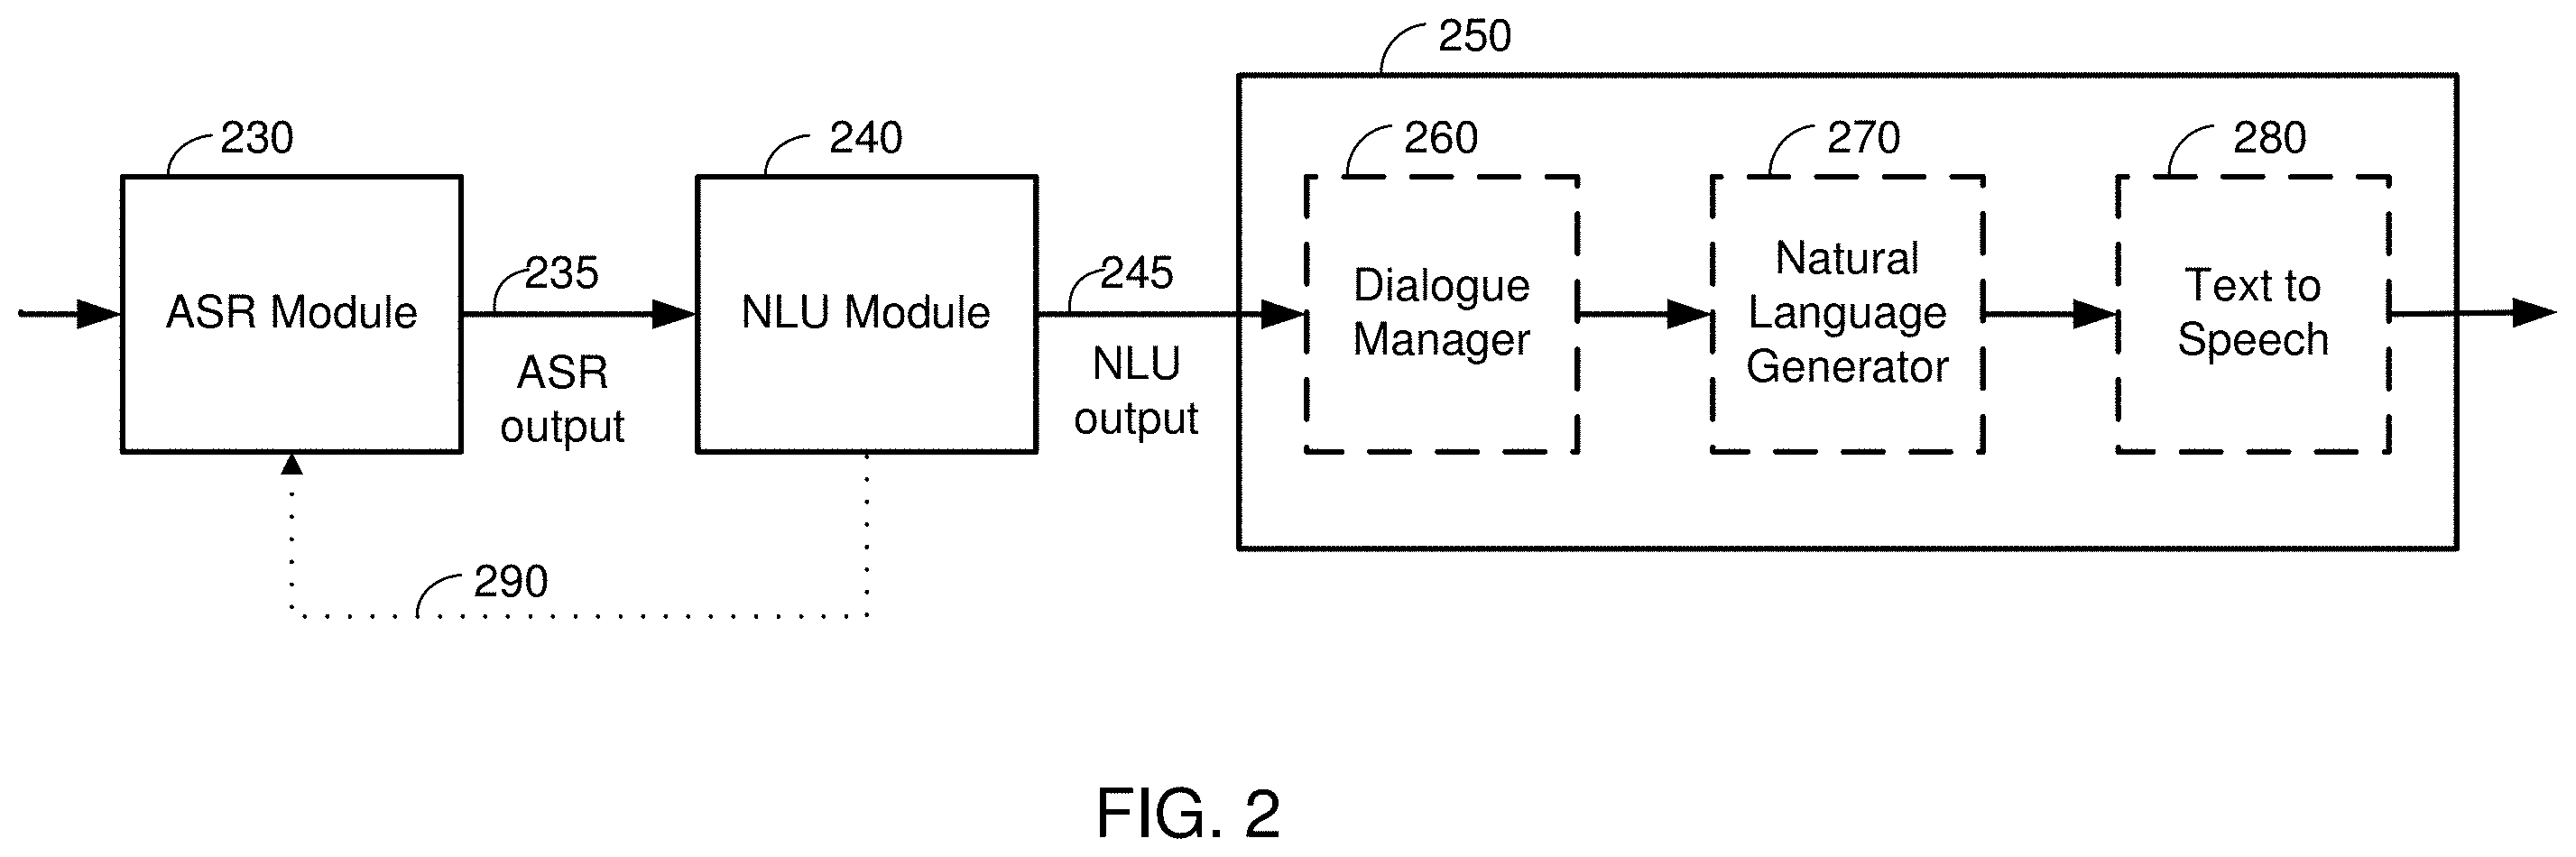 250
230
240
260
270
280
ASR Module
235
ASR
output
NLU Module
245
NLU
output
Dialogue
Manager
Natural
Language
Generator
Text to
Speech
290
FIG. 2